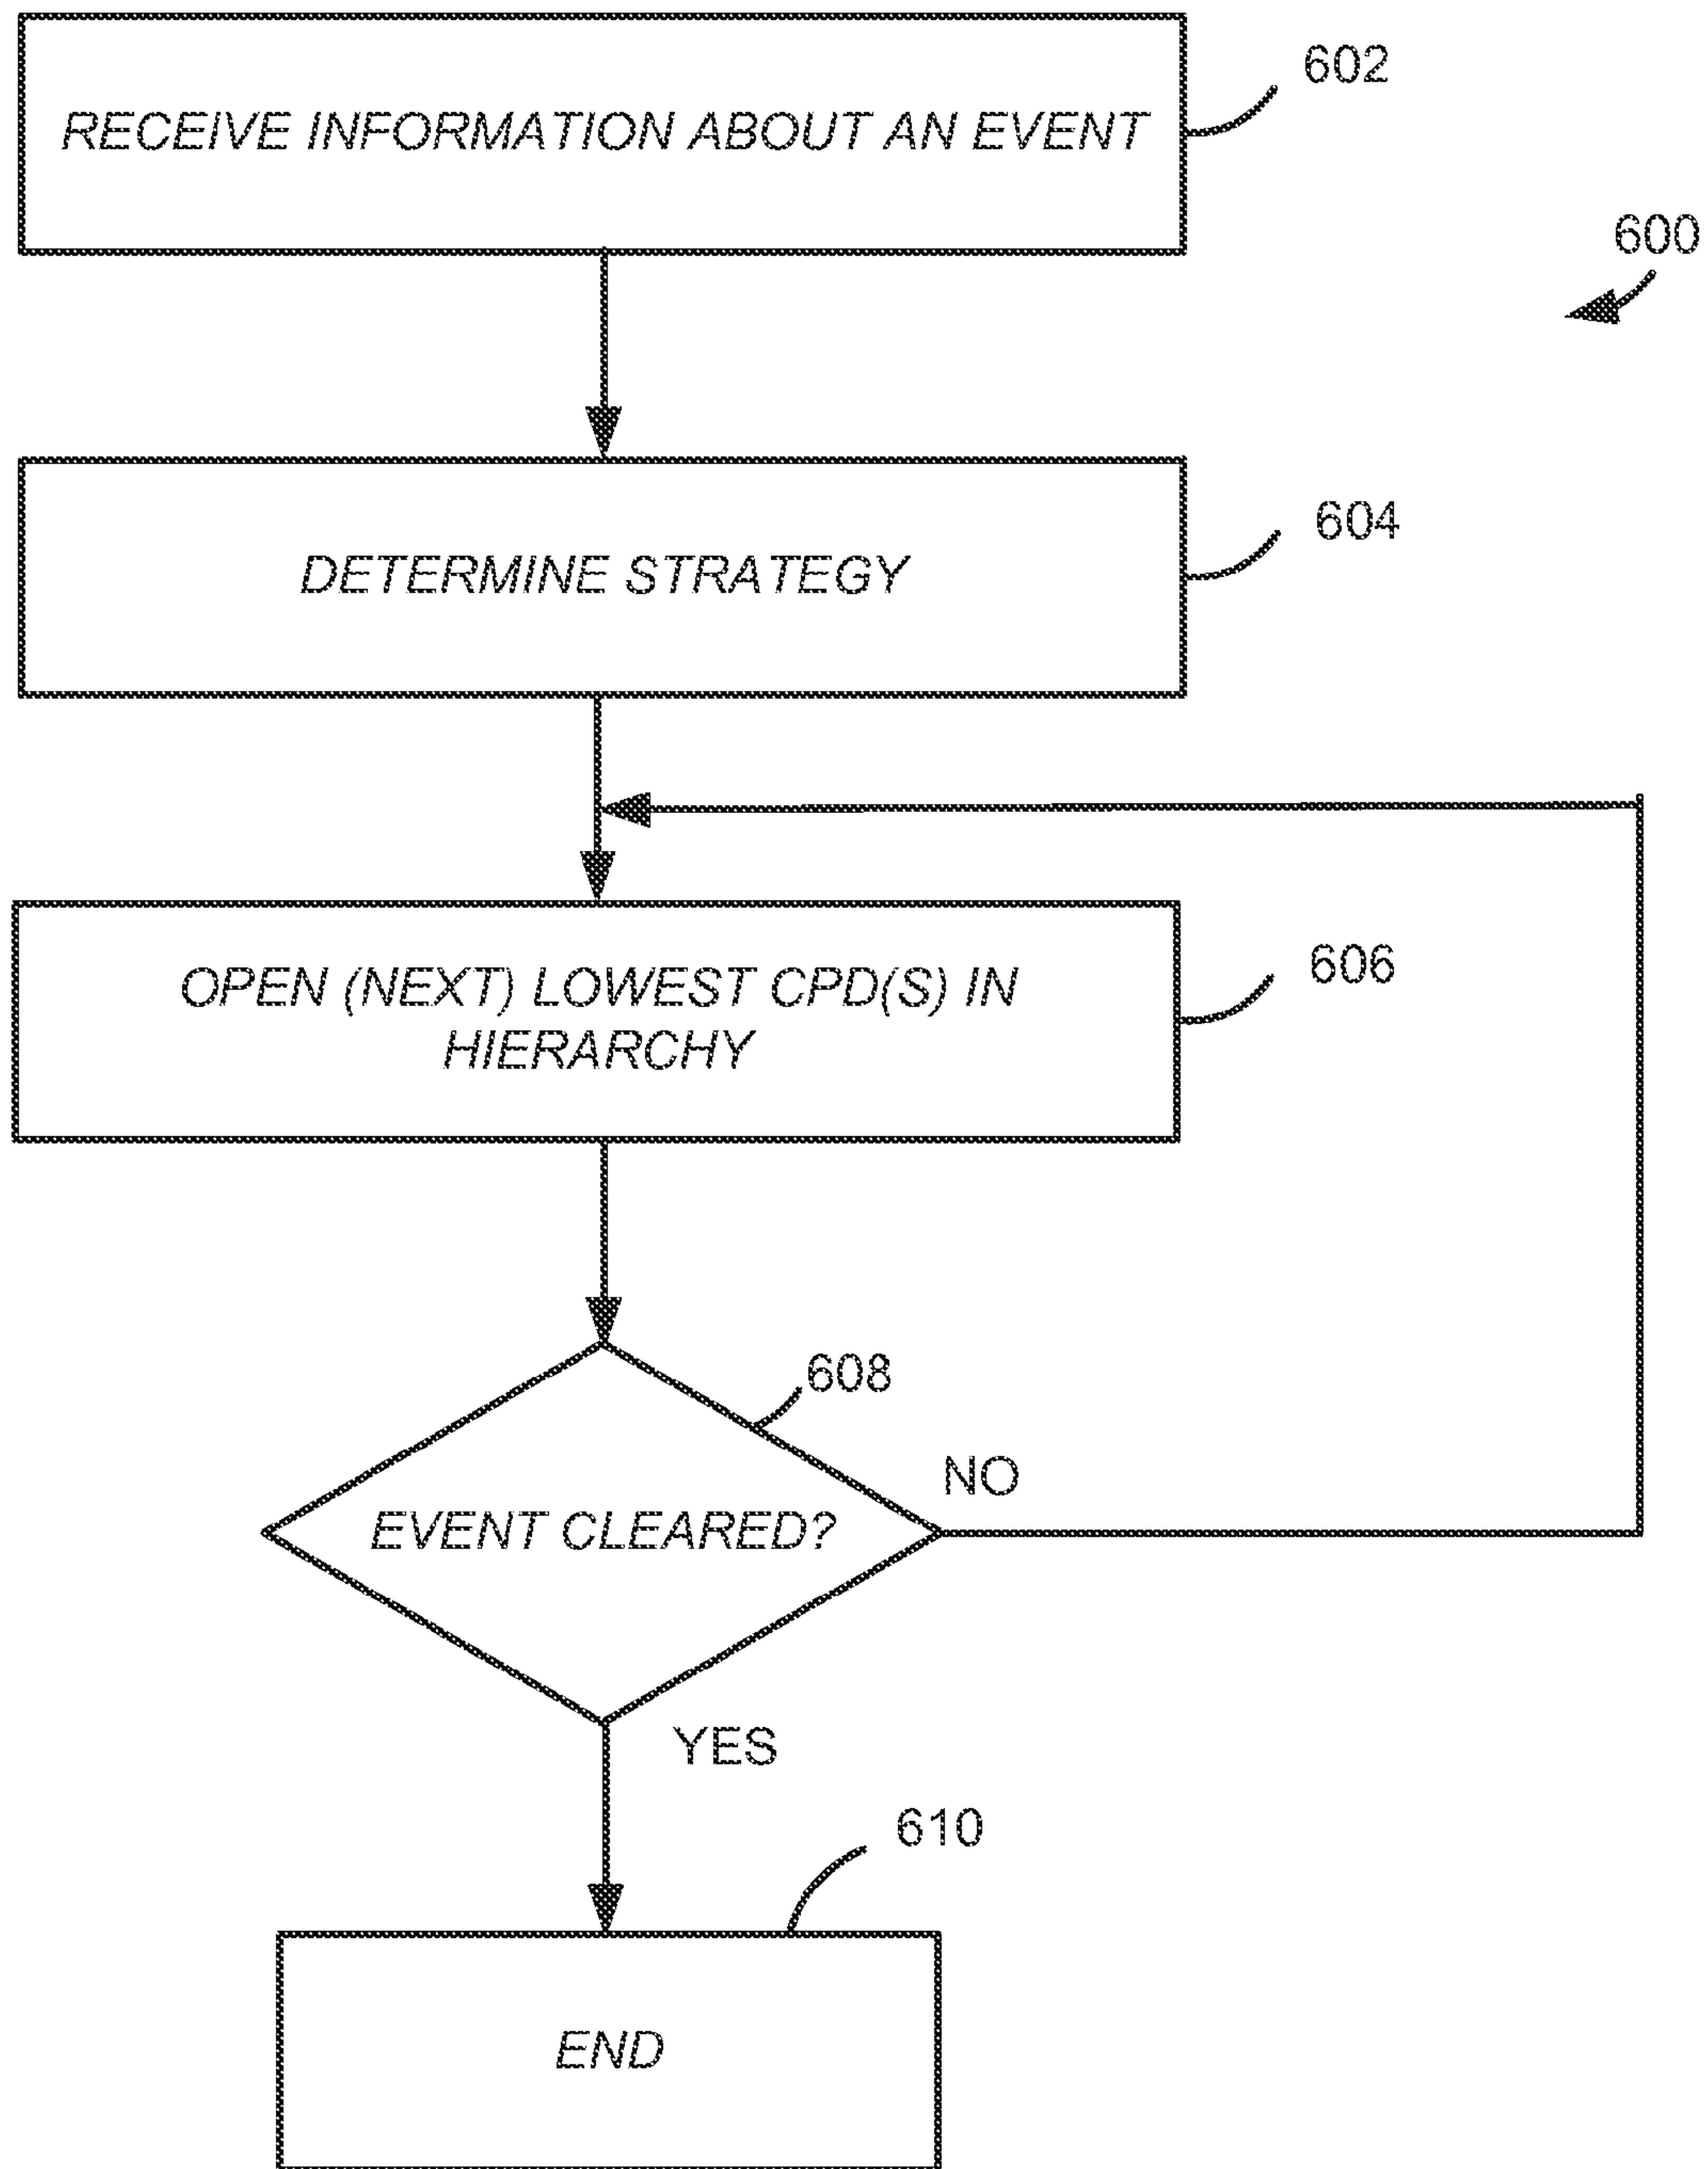 RECEIVE INFORMATION ABOUT AN EVENT
602
600
DETERMINE STRATEGY
604
OPEN (NEXT) LOWEST CPD(S) IN
HIERARCHY
606
608
EVENT CLEARED?
NO
YES
610
END